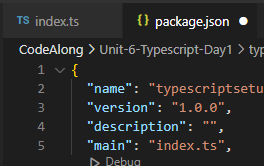 TS index.ts package.json
CodeAlong > Unit-6-Typescript-Day1 >
1 {
2 "name": "typescriptsetu
3 "version": "1.0.0",
4 "description": "",
5 "main": "index.ts",
Debug